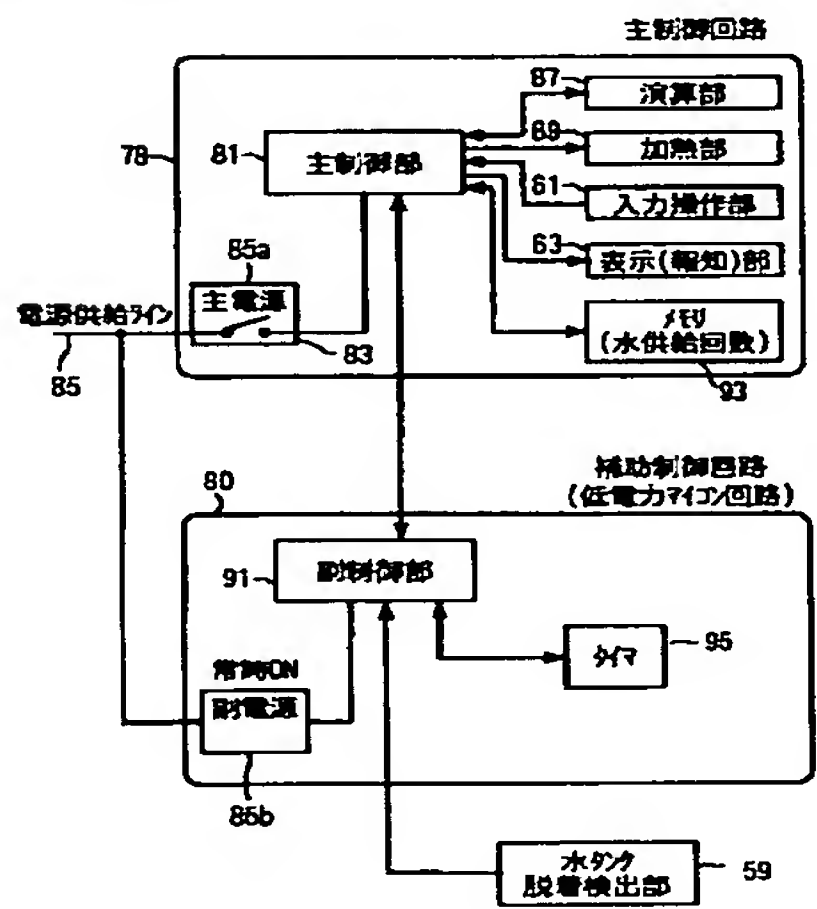 主制御回路
78
81
主制御部
87
演算部
89
加熱部
61
入力操作部
63
表示(報知)部
メモリ
(水供給回数)
93
85a
主電源
83
電源供給ライン
85
補助制御回路
(低電力マイコン回路)
80
91
副制御部
タイマ
95
常時ON
副電源
85b
水タンク
脱着検出部
59